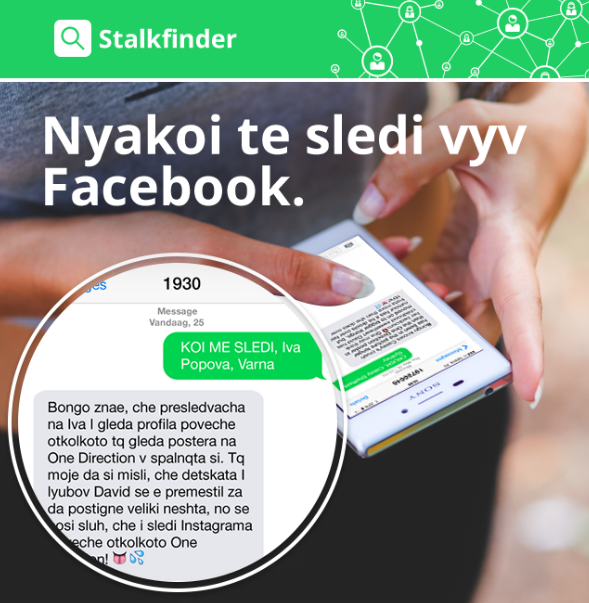 Stalkfinder
Nyakoi te sledi vyv
Facebook.
1930
Message
Vandaag, 25
KOI ME SLEDI, Iva
Popova, Varna
Bongo znae, che presledvacha
na Iva I gleda profila poveche
otkolkoto tq gleda postera na
One Direction v spalnqta si. Tq
moje da si misli, che detskata I
lyubov David se e premestil za
da postigne veliki neshta, no se
nosi sluh, che i sledi Instagrama
otkolkoto One
SONY